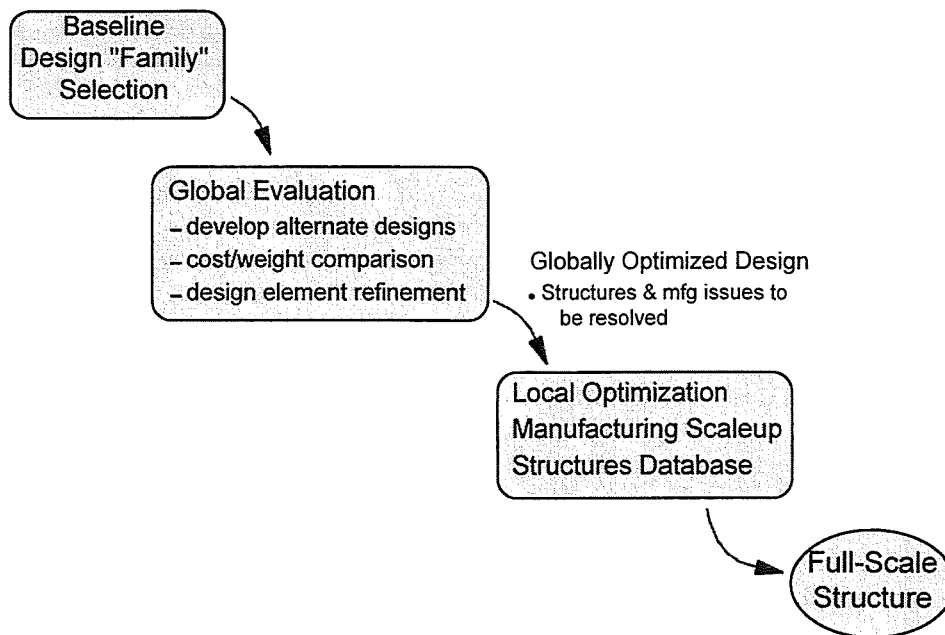 Baseline
Design "Family"
Selection
Global Evaluation
– develop alternate designs
– cost/weight comparison
– design element refinement
Globally Optimized Design
• Structures & mfg issues to
be resolved
Local Optimization
Manufacturing Scaleup
Structures Database
Full-Scale
Structure